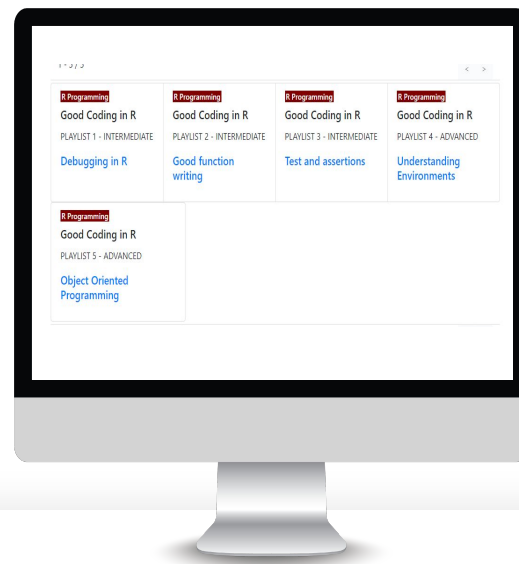 < >
R Programming
Good Coding in R
PLAYLIST 1 - INTERMEDIATE
Debugging in R
R Programming
Good Coding in R
PLAYLIST 2 - INTERMEDIATE
Good function
writing
R Programming
Good Coding in R
PLAYLIST 3 - INTERMEDIATE
Test and assertions
R Programming
Good Coding in R
PLAYLIST 4 - ADVANCED
Understanding
Environments
R Programming
Good Coding in R
PLAYLIST 5 - ADVANCED
Object Oriented
Programming